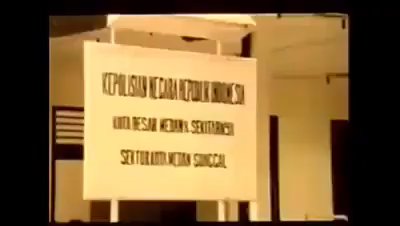 KEPOLISIAN NEGARA REPUBLIK INDONESIA
KOTA BESAR MEDAN & SEKITARNYA
SEKTOR KOTA MEDAN SUNGGAL